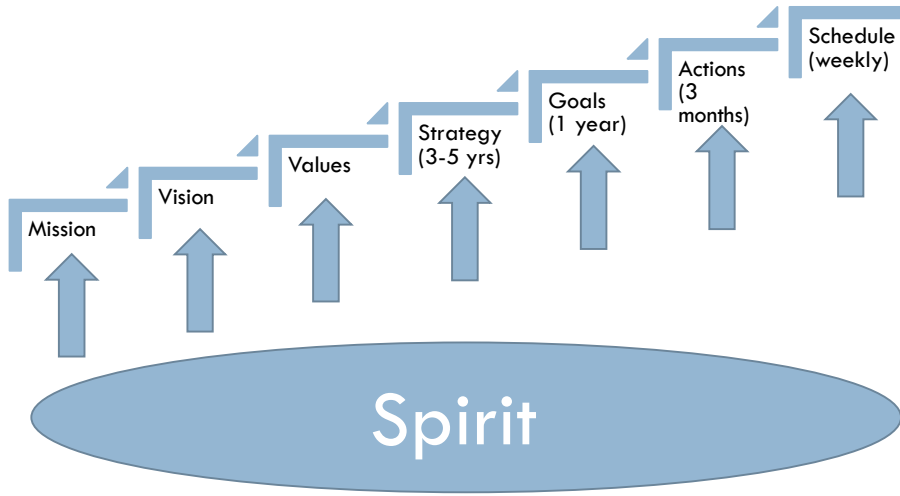 Mission
Vision
Values
Strategy
(3-5 yrs)
Goals
(1 year)
Actions
(3
months)
Schedule
(weekly)
Spirit